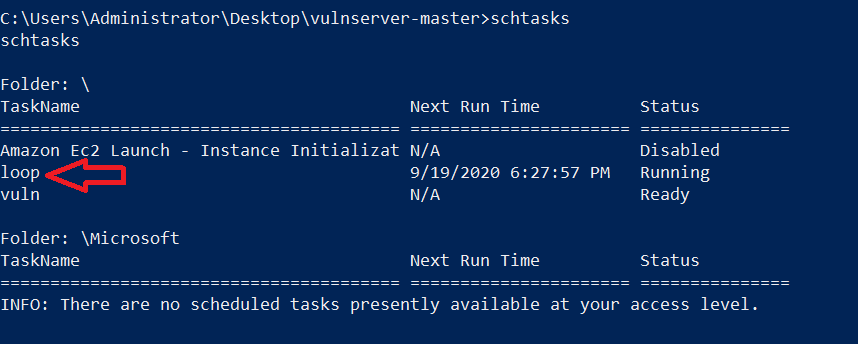 C:\Users\Administrator\Desktop\vulnserver-master>schtasks
schtasks
Folder: \
TaskName Next Run Time Status
======================================== ====================== ===============
Amazon Ec2 Launch - Instance Initializat N/A Disabled
loop 9/19/2020 6:27:57 PM Running
vuln N/A Ready
Folder: \Microsoft
TaskName Next Run Time Status
======================================== ====================== ===============
INFO: There are no scheduled tasks presently available at your access level.